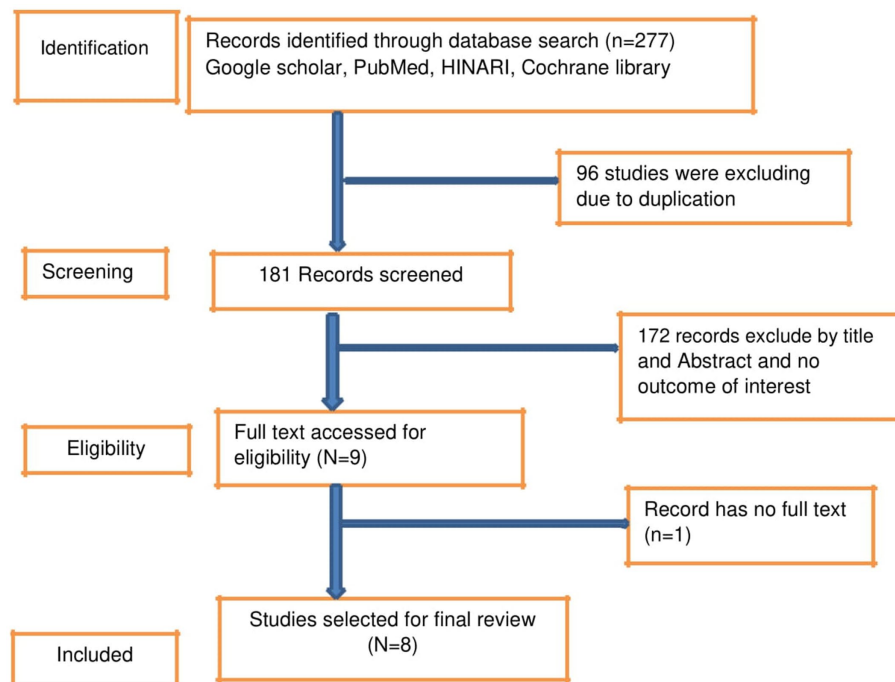 Identification
Records identified through database search (n=277)
Google scholar, PubMed, HINARI, Cochrane library
96 studies were excluding
due to duplication
Screening
181 Records screened
172 records exclude by title
and Abstract and no
outcome of interest
Eligibility
Full text accessed for
eligibility (N=9)
Record has no full text
(n=1)
Studies selected for final review
(N=8)
Included